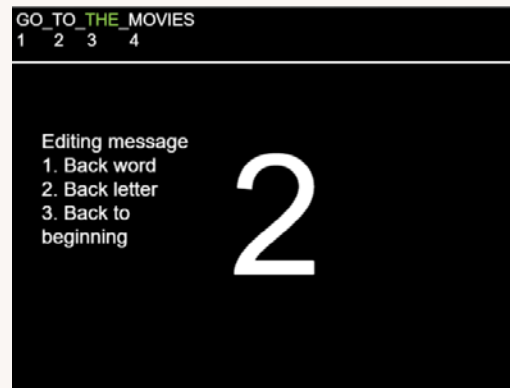 GO_TO_THE_MOVIES
1 2 3 4
Editing message
1. Back word
2. Back letter
3. Back to
beginning
2